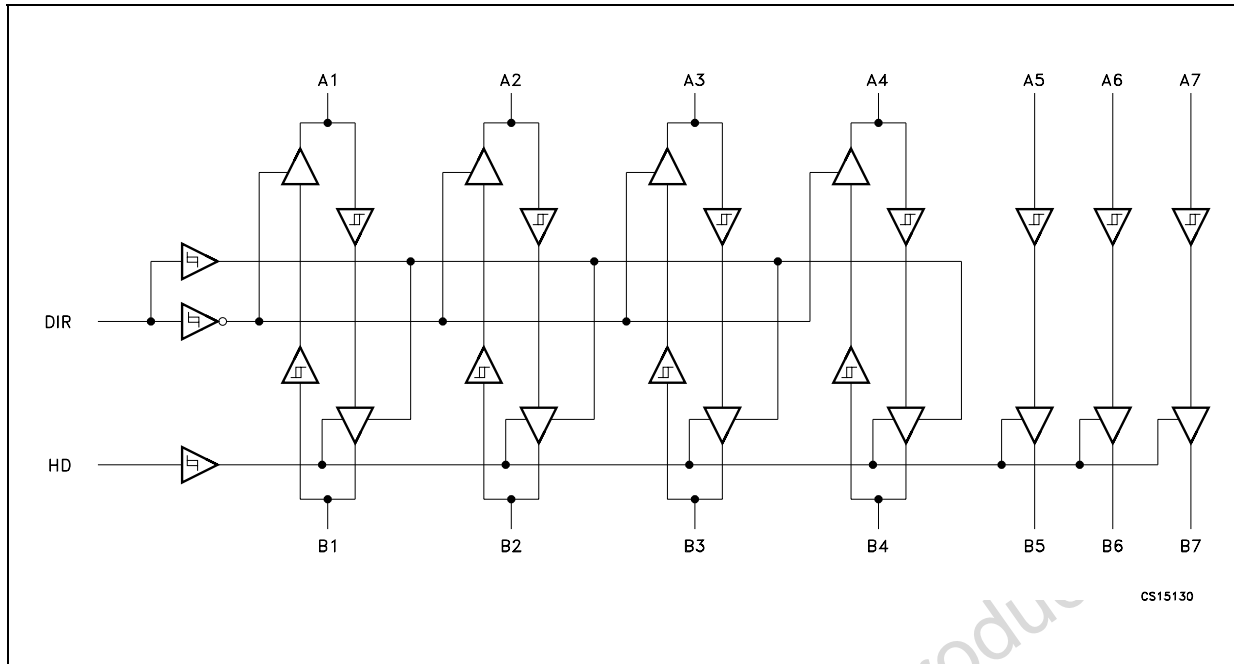 A1 A2 A3 A4 A5 A6 A7
DIR
HD
B1 B2 B3 B4 B5 B6 B7
CS15130